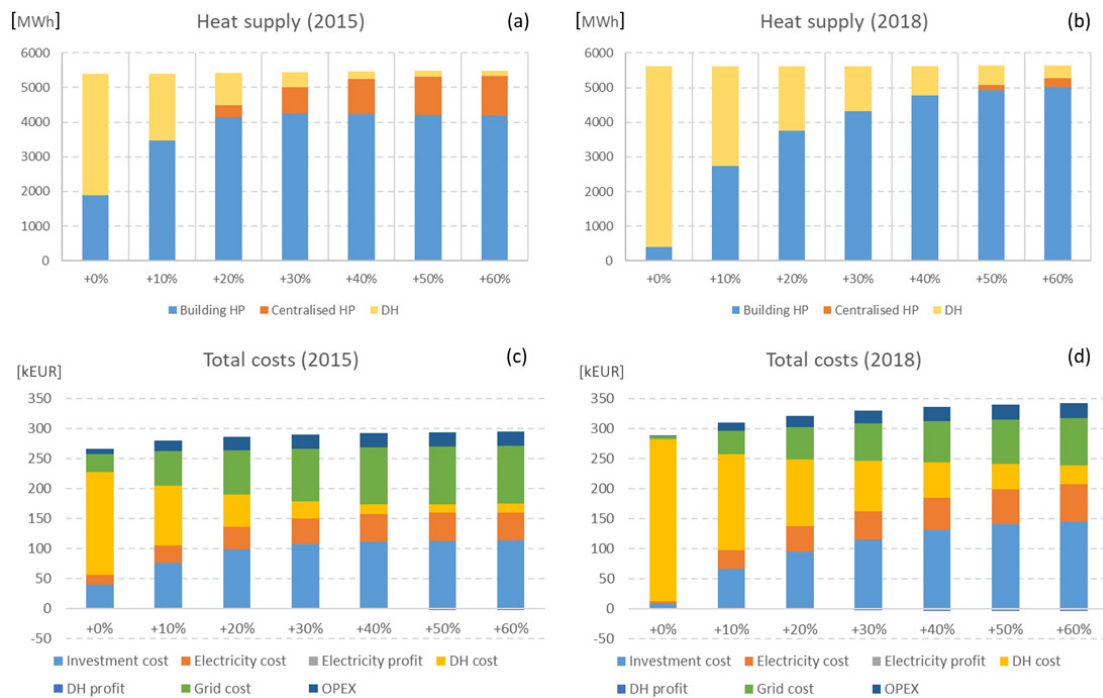 [MWh] Heat supply (2015) (a)
6000
5000
4000
3000
2000
1000
0
+0% +10% +20% +30% +40% +50% +60%
Building HP Centralised HP DH
[MWh] Heat supply (2018) (b)
6000
5000
4000
3000
2000
1000
0
+0% +10% +20% +30% +40% +50% +60%
Building HP Centralised HP DH
[kEUR] Total costs (2015) (c)
350
300
250
200
150
100
50
0
-50
+0% +10% +20% +30% +40% +50% +60%
Investment cost Electricity cost Electricity profit DH cost
DH profit Grid cost OPEX
[kEUR] Total costs (2018) (d)
350
300
250
200
150
100
50
0
-50
+0% +10% +20% +30% +40% +50% +60%
Investment cost Electricity cost Electricity profit DH cost
DH profit Grid cost OPEX